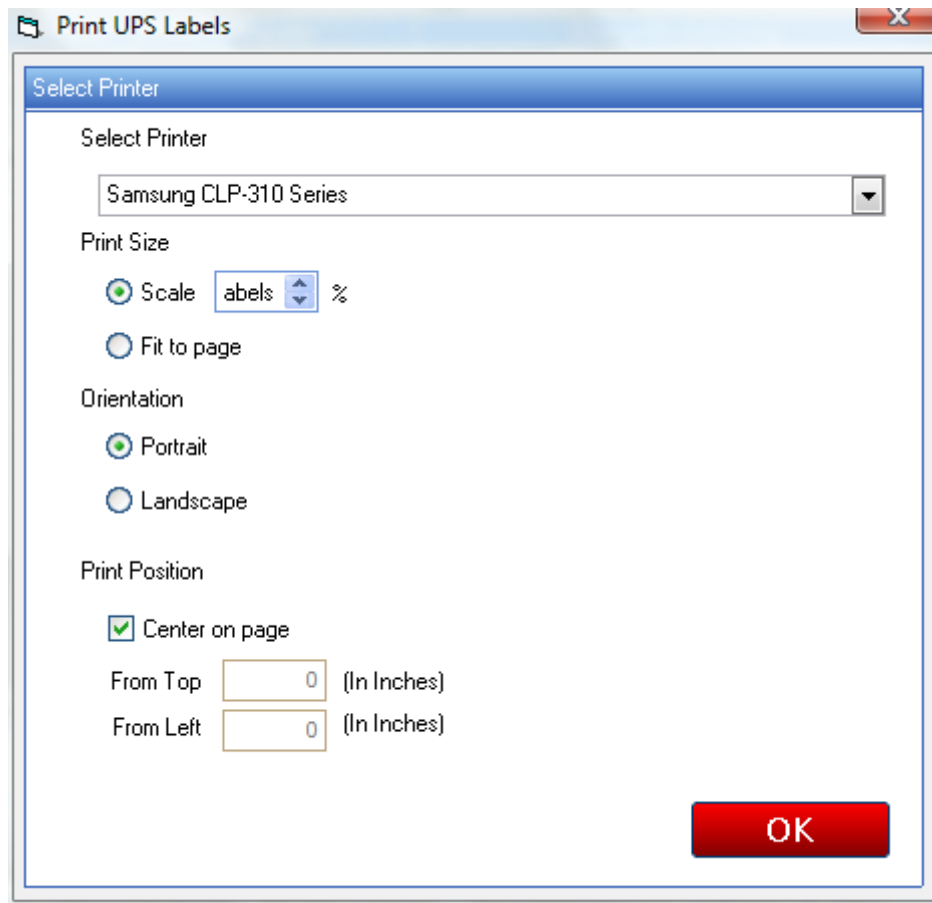 Print UPS Labels
X
Select Printer
Select Printer
Samsung CLP-310 Series
Print Size
Scale abels %
Fit to page
Orientation
Portrait
Landscape
Print Position
Center on page
From Top 0 (In Inches)
From Left 0 (In Inches)
OK